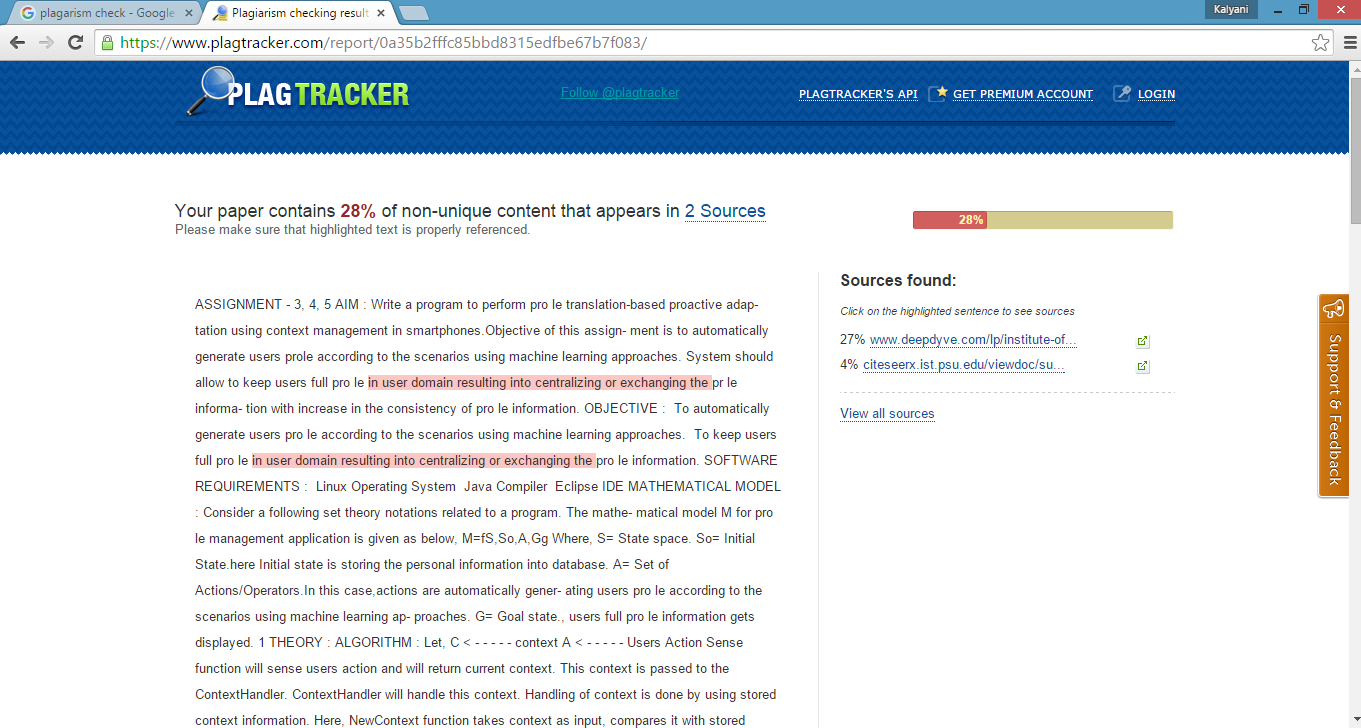 plagarism check - Google
Plagiarism checking result
Kalyani
https://www.plagtracker.com/report/0a35b2fffc85bbd8315edfbe67b7f083/
PLAGTRACKER
Follow @plagtracker
PLAGTRACKER'S API
GET PREMIUM ACCOUNT
LOGIN
Your paper contains 28% of non-unique content that appears in 2 Sources
Please make sure that highlighted text is properly referenced.
28%
ASSIGNMENT - 3, 4, 5 AIM : Write a program to perform pro le translation-based proactive adap-
tation using context management in smartphones.Objective of this assign- ment is to automatically
generate users prole according to the scenarios using machine learning approaches. System should
allow to keep users full pro le in user domain resulting into centralizing or exchanging the pr le
informa- tion with increase in the consistency of pro le information. OBJECTIVE :  To automatically
generate users pro le according to the scenarios using machine learning approaches.  To keep users
full pro le in user domain resulting into centralizing or exchanging the pro le information. SOFTWARE
REQUIREMENTS :  Linux Operating System  Java Compiler  Eclipse IDE MATHEMATICAL MODEL
: Consider a following set theory notations related to a program. The mathe- matical model M for pro
le management application is given as below, M=fS,So,A,Gg Where, S= State space. So= Initial
State.here Initial state is storing the personal information into database. A= Set of
Actions/Operators.In this case,actions are automatically gener- ating users pro le according to the
scenarios using machine learning ap- proaches. G= Goal state., users full pro le information gets
displayed. 1 THEORY : ALGORITHM : Let, C < - - - - - context A < - - - - - Users Action Sense
function will sense users action and will return current context. This context is passed to the
ContextHandler. ContextHandler will handle this context. Handling of context is done by using stored
context information. Here, NewContext function takes context as input, compares it with stored
Sources found:
Click on the highlighted sentence to see sources
27% www.deepdyve.com/lp/institute-of...
4% citeseerx.ist.psu.edu/viewdoc/su...
View all sources
Support & Feedback